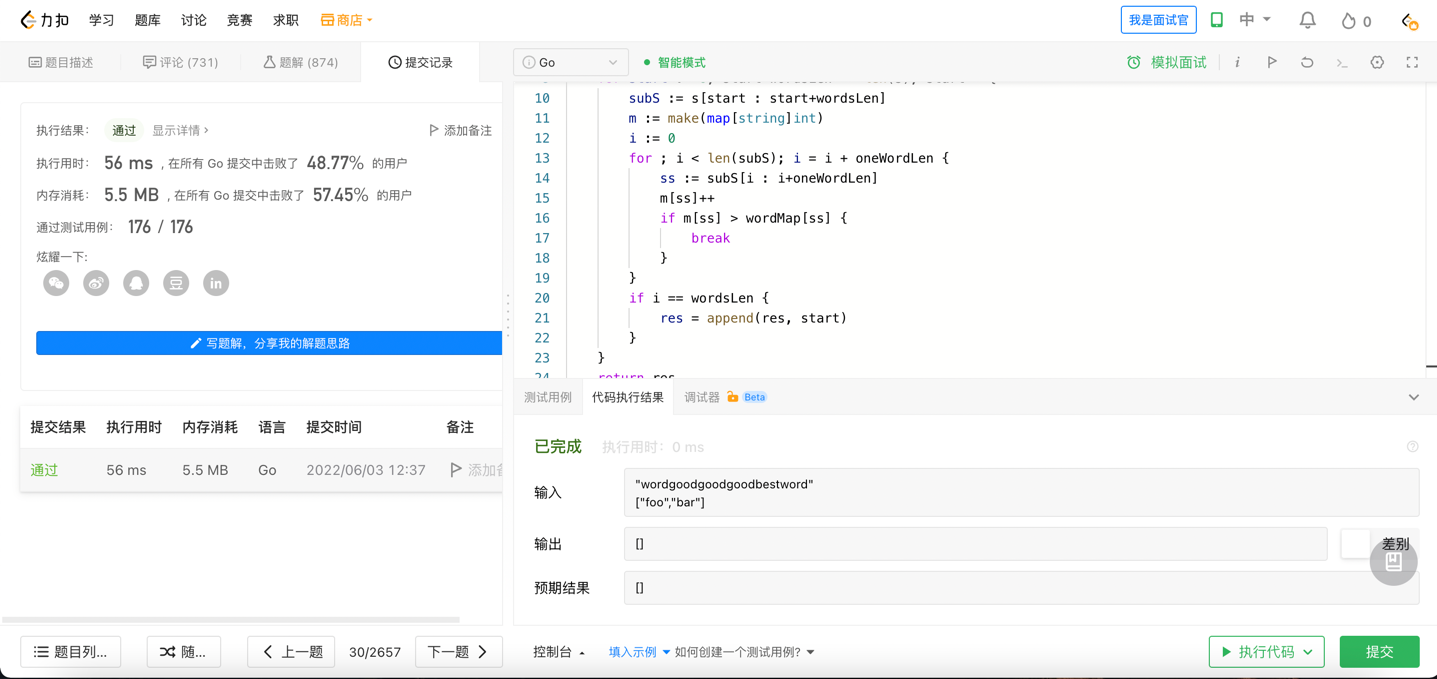 力扣 学习 题库 讨论 竞赛 求职 商店 我是面试官 中 0
题目描述 评论 (731) 题解 (874) 提交记录
执行结果： 通过 显示详情 › 添加备注
执行用时： 56 ms , 在所有 Go 提交中击败了 48.77% 的用户
内存消耗： 5.5 MB , 在所有 Go 提交中击败了 57.45% 的用户
通过测试用例： 176 / 176
炫耀一下:
豆 in
写题解，分享我的解题思路
提交结果 执行用时 内存消耗 语言 提交时间 备注
通过 56 ms 5.5 MB Go 2022/06/03 12:37 添加
题目列... 随... 上一题 30/2657 下一题
Go 智能模式 模拟面试 i
10 subS := s[start : start+wordsLen]
11 m := make(map[string]int)
12 i := 0
13 for ; i < len(subS); i = i + oneWordLen {
14 ss := subS[i : i+oneWordLen]
15 m[ss]++
16 if m[ss] > wordMap[ss] {
17 break
18 }
19 }
20 if i == wordsLen {
21 res = append(res, start)
22 }
23 }
24 return res
测试用例 代码执行结果 调试器 Beta
已完成 执行用时：0 ms
输入
"wordgoodgoodgoodbestword"
["foo","bar"]
输出 [] 差别
预期结果 []
控制台 填入示例 如何创建一个测试用例? 执行代码 提交